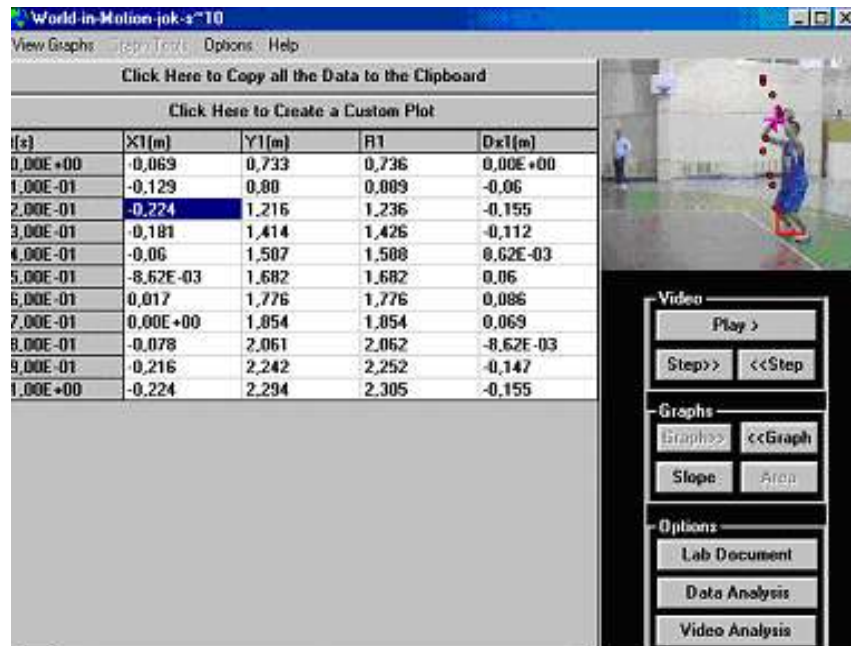 World-in-Motion-jok-s~10
View Graphs Options Help
Click Here to Copy all the Data to the Clipboard
Click Here to Create a Custom Plot
t(s) X1(m) Y1(m) R1 Dx1(m)
0,00E+00 -0,069 0,733 0,736 0,00E+00
1,00E-01 -0,129 0,88 0,889 -0,06
2,00E-01 -0,224 1,216 1,236 -0,155
3,00E-01 -0,181 1,414 1,426 -0,112
4,00E-01 -0,06 1,507 1,508 8,62E-03
5,00E-01 -8,62E-03 1,682 1,682 0,06
6,00E-01 0,017 1,776 1,776 0,086
7,00E-01 0,00E+00 1,854 1,854 0,069
8,00E-01 -0,078 2,061 2,062 -8,62E-03
9,00E-01 -0,216 2,242 2,252 -0,147
1,00E+00 -0,224 2,294 2,305 -0,155
Video
Play >
Step>> <<Step
Graphs
Graph>> <<Graph
Slope Area
Options
Lab Document
Data Analysis
Video Analysis